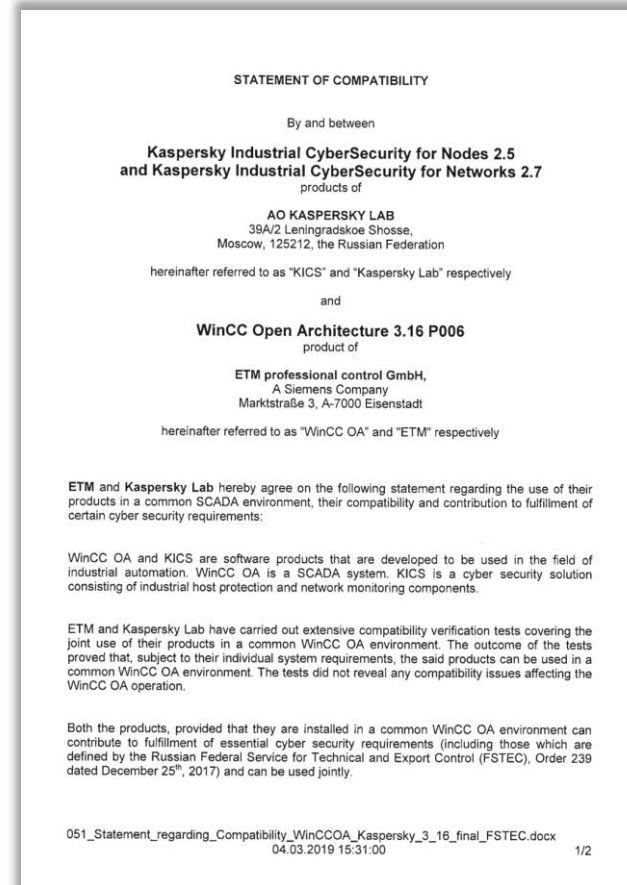 STATEMENT OF COMPATIBILITY
By and between
Kaspersky Industrial CyberSecurity for Nodes 2.5
and Kaspersky Industrial CyberSecurity for Networks 2.7
products of
AO KASPERSKY LAB
39A/2 Leningradskoe Shosse,
Moscow, 125212, the Russian Federation
hereinafter referred to as "KICS" and "Kaspersky Lab" respectively
and
WinCC Open Architecture 3.16 P006
product of
ETM professional control GmbH,
A Siemens Company
Marktstraße 3, A-7000 Eisenstadt
hereinafter referred to as "WinCC OA" and "ETM" respectively
ETM and Kaspersky Lab hereby agree on the following statement regarding the use of their
products in a common SCADA environment, their compatibility and contribution to fulfillment of
certain cyber security requirements:
WinCC OA and KICS are software products that are developed to be used in the field of
industrial automation. WinCC OA is a SCADA system. KICS is a cyber security solution
consisting of industrial host protection and network monitoring components.
ETM and Kaspersky Lab have carried out extensive compatibility verification tests covering the
joint use of their products in a common WinCC OA environment. The outcome of the tests
proved that, subject to their individual system requirements, the said products can be used in a
common WinCC OA environment. The tests did not reveal any compatibility issues affecting the
WinCC OA operation.
Both the products, provided that they are installed in a common WinCC OA environment can
contribute to fulfillment of essential cyber security requirements (including those which are
defined by the Russian Federal Service for Technical and Export Control (FSTEC), Order 239
dated December 25th, 2017) and can be used jointly.
051_Statement_regarding_Compatibility_WinCCOA_Kaspersky_3_16_final_FSTEC.docx
04.03.2019 15:31:00
1/2